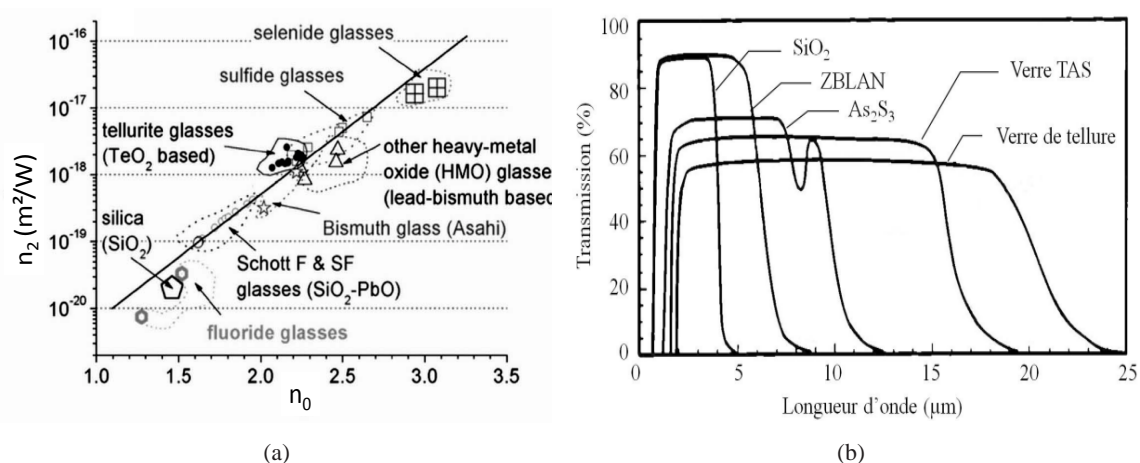 10⁻¹⁶
10⁻¹⁷
10⁻¹⁸
10⁻¹⁹
10⁻²⁰
n₂ (m²/W)
selenide glasses
sulfide glasses
tellurite glasses
(TeO₂ based)
other heavy-metal
oxide (HMO) glasse
(lead-bismuth based
silica
(SiO₂)
Bismuth glass (Asahi)
Schott F & SF
glasses (SiO₂-PbO)
fluoride glasses
1.0 1.5 2.0 2.5 3.0 3.5
n₀
(a)
100
80
60
40
20
0
Transmission (%)
SiO₂
ZBLAN
As₂S₃
Verre TAS
Verre de tellure
0 5 10 15 20 25
Longueur d'onde (µm)
(b)